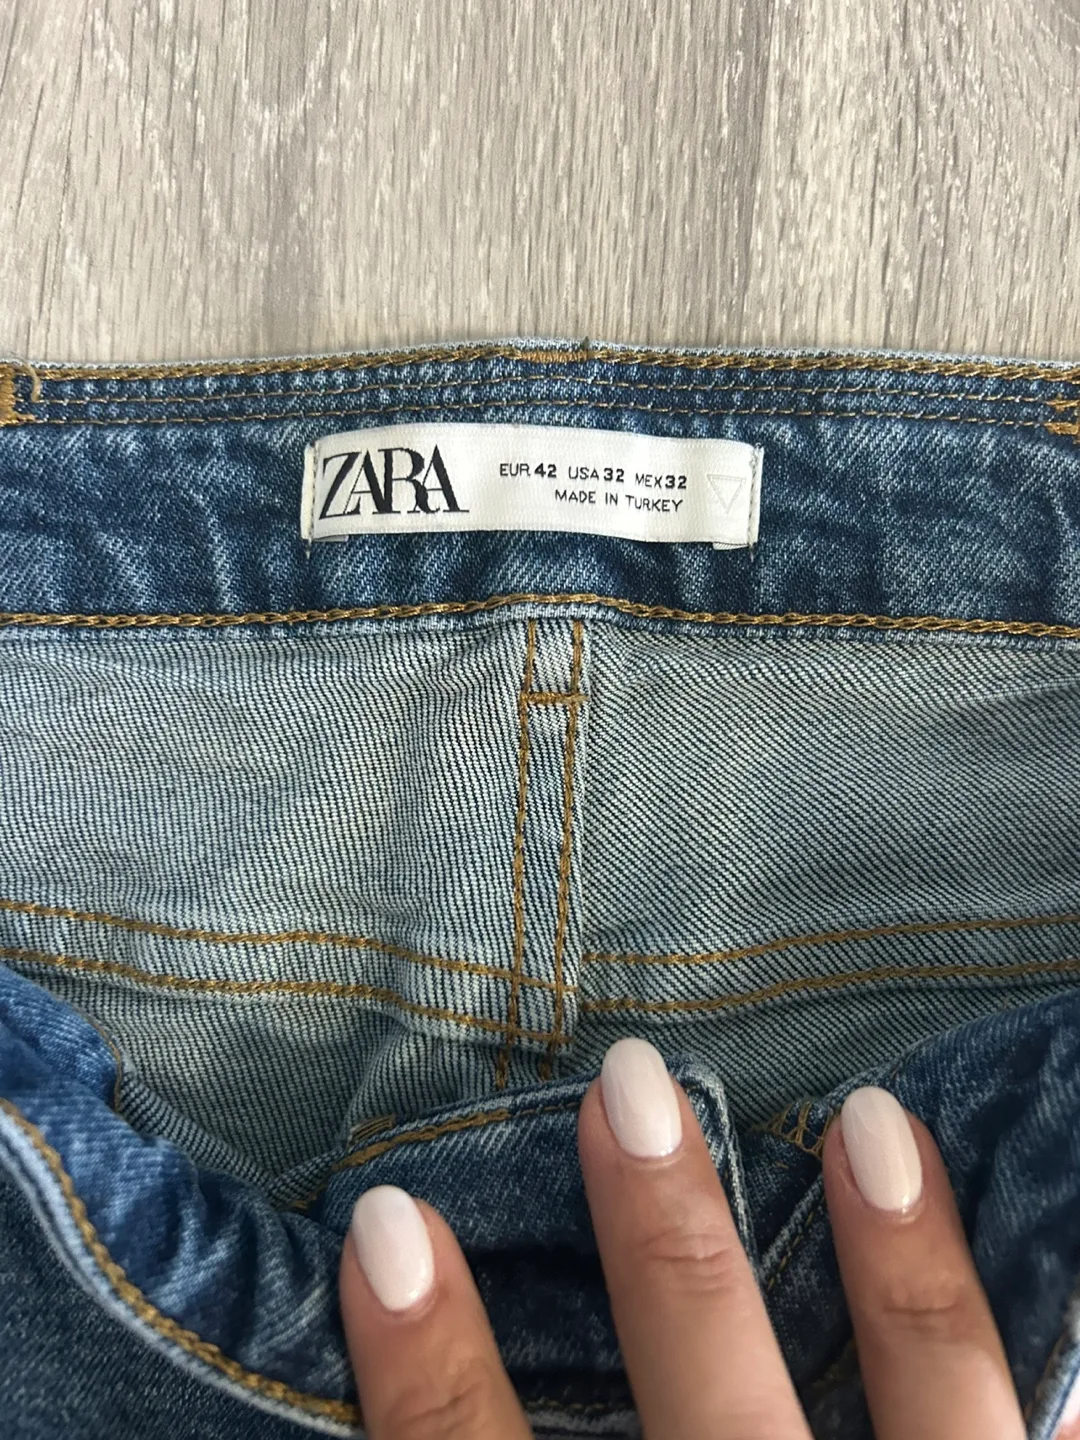 ZARA
EUR 42 USA 32 MEX 32
MADE IN TURKEY